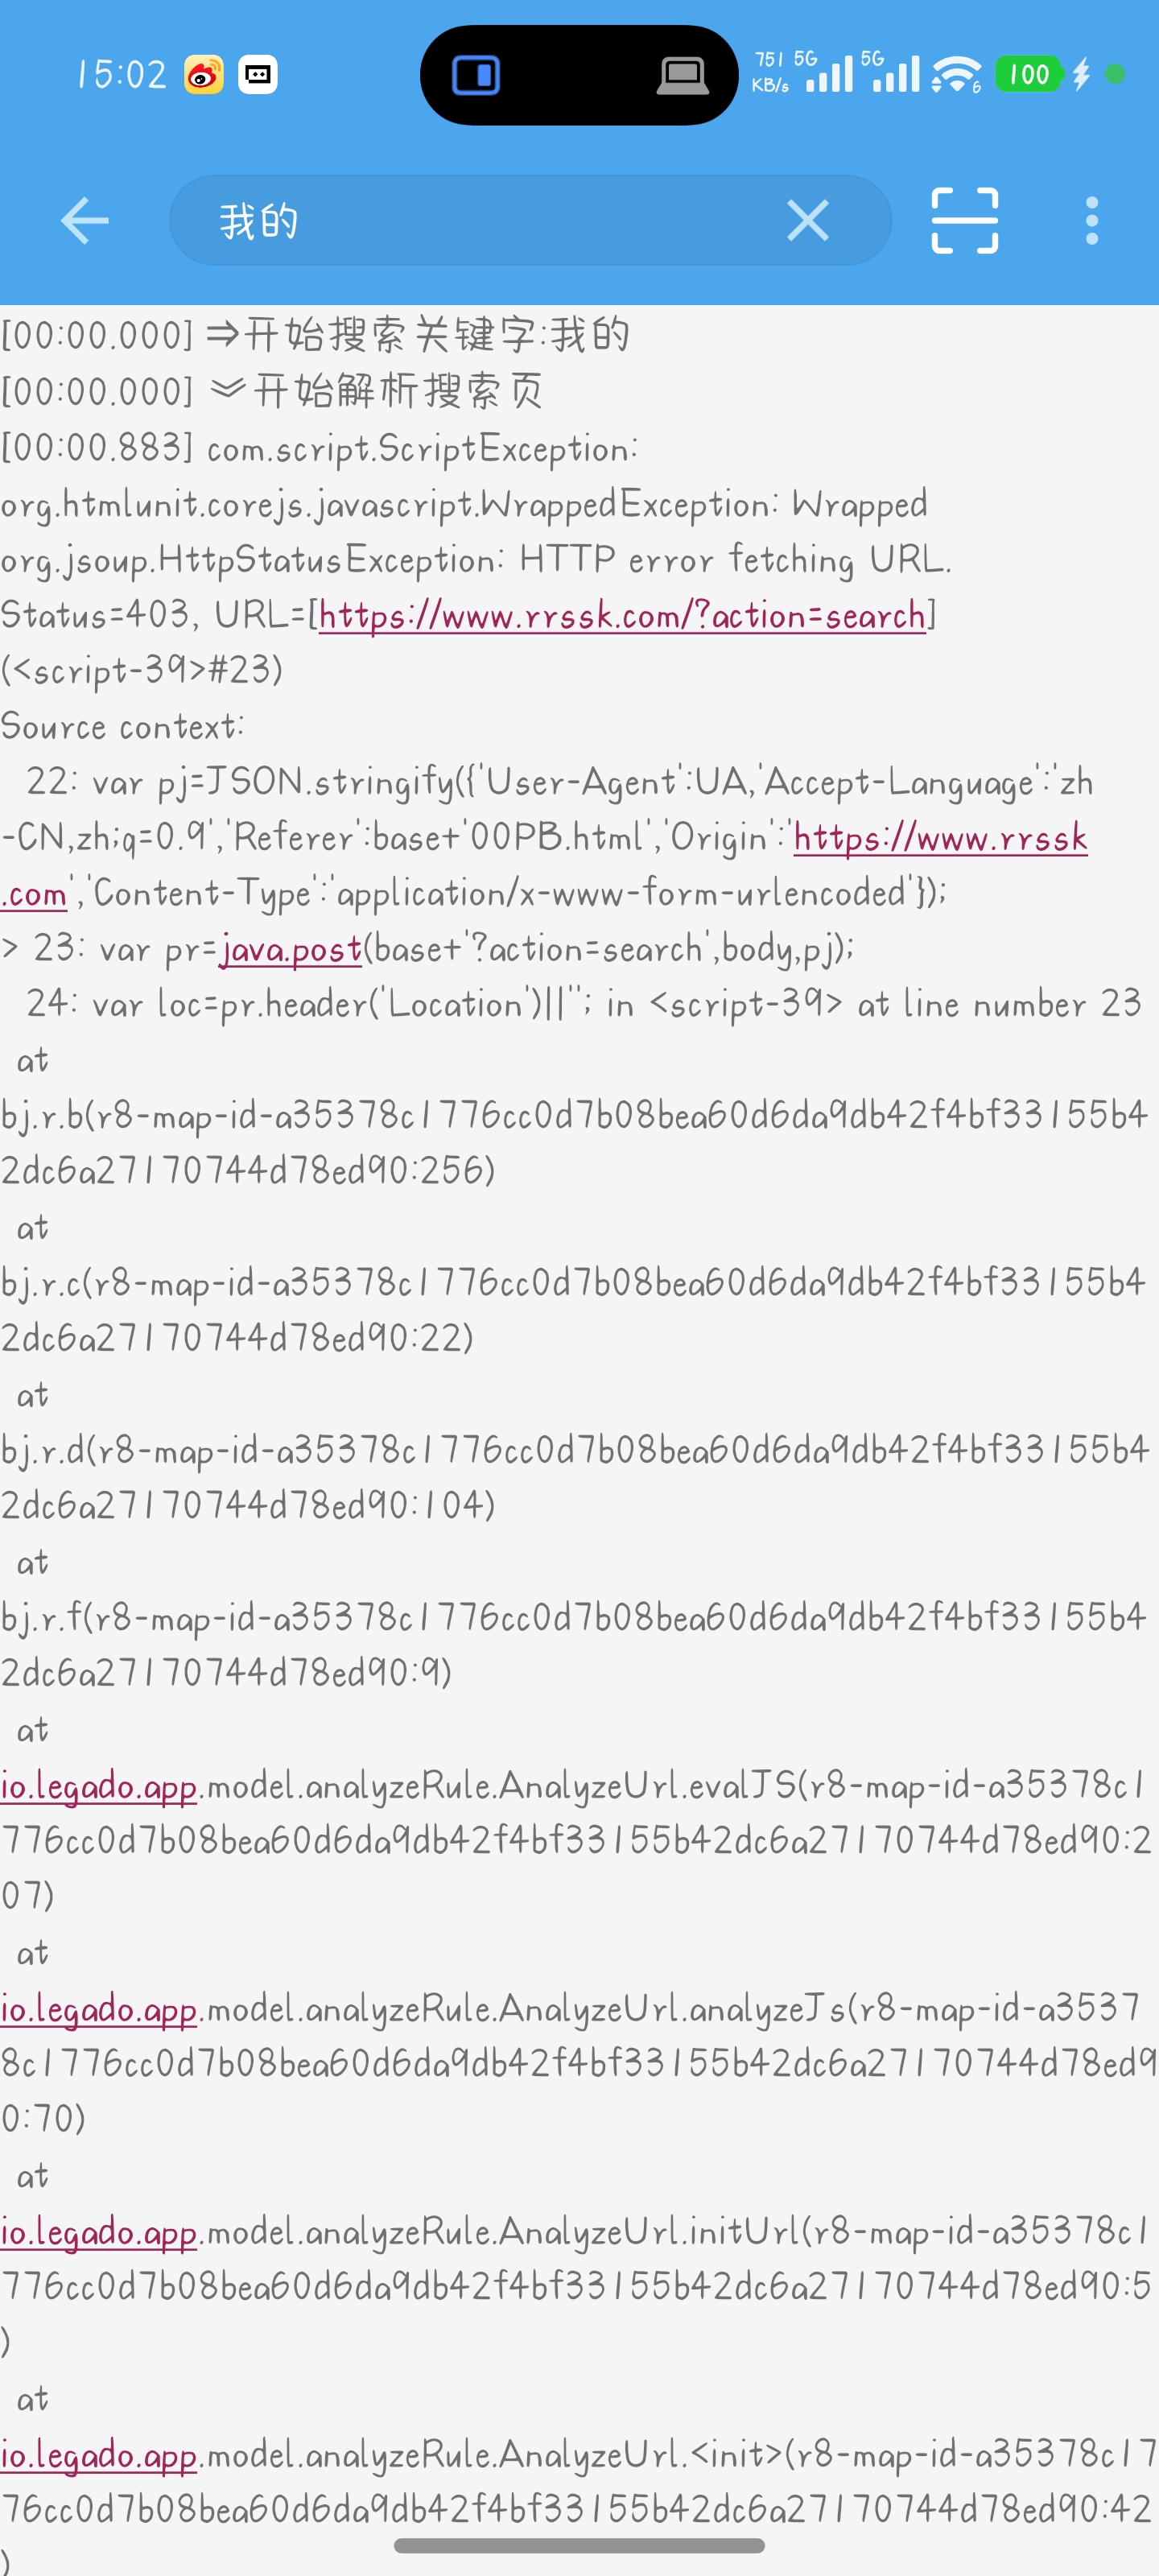 15:02
751 KB/s 5G 5G 6 100
我的
[00:00.000] ⇒开始搜索关键字:我的
[00:00.000] ︾开始解析搜索页
[00:00.883] com.script.ScriptException:
org.htmlunit.corejs.javascript.WrappedException: Wrapped
org.jsoup.HttpStatusException: HTTP error fetching URL.
Status=403, URL=[https://www.rrssk.com/?action=search]
(<script-39>#23)
Source context:
22: var pj=JSON.stringify({'User-Agent':UA,'Accept-Language':'zh
-CN,zh;q=0.9','Referer':base+'00PB.html','Origin':'https://www.rrssk
.com','Content-Type':'application/x-www-form-urlencoded'});
> 23: var pr=java.post(base+'?action=search',body,pj);
24: var loc=pr.header('Location')||''; in <script-39> at line number 23
at
bj.r.b(r8-map-id-a35378c1776cc0d7b08bea60d6da9db42f4bf33155b4
2dc6a27170744d78ed90:256)
at
bj.r.c(r8-map-id-a35378c1776cc0d7b08bea60d6da9db42f4bf33155b4
2dc6a27170744d78ed90:22)
at
bj.r.d(r8-map-id-a35378c1776cc0d7b08bea60d6da9db42f4bf33155b4
2dc6a27170744d78ed90:104)
at
bj.r.f(r8-map-id-a35378c1776cc0d7b08bea60d6da9db42f4bf33155b4
2dc6a27170744d78ed90:9)
at
io.legado.app.model.analyzeRule.AnalyzeUrl.evalJS(r8-map-id-a35378c1
776cc0d7b08bea60d6da9db42f4bf33155b42dc6a27170744d78ed90:2
07)
at
io.legado.app.model.analyzeRule.AnalyzeUrl.analyzeJs(r8-map-id-a3537
8c1776cc0d7b08bea60d6da9db42f4bf33155b42dc6a27170744d78ed9
0:70)
at
io.legado.app.model.analyzeRule.AnalyzeUrl.initUrl(r8-map-id-a35378c1
776cc0d7b08bea60d6da9db42f4bf33155b42dc6a27170744d78ed90:5
)
at
io.legado.app.model.analyzeRule.AnalyzeUrl.<init>(r8-map-id-a35378c17
76cc0d7b08bea60d6da9db42f4bf33155b42dc6a27170744d78ed90:42
)